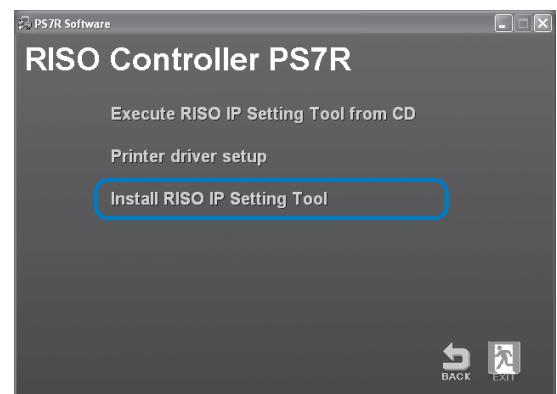 PS7R Software
RISO Controller PS7R
Execute RISO IP Setting Tool from CD
Printer driver setup
Install RISO IP Setting Tool
BACK EXIT